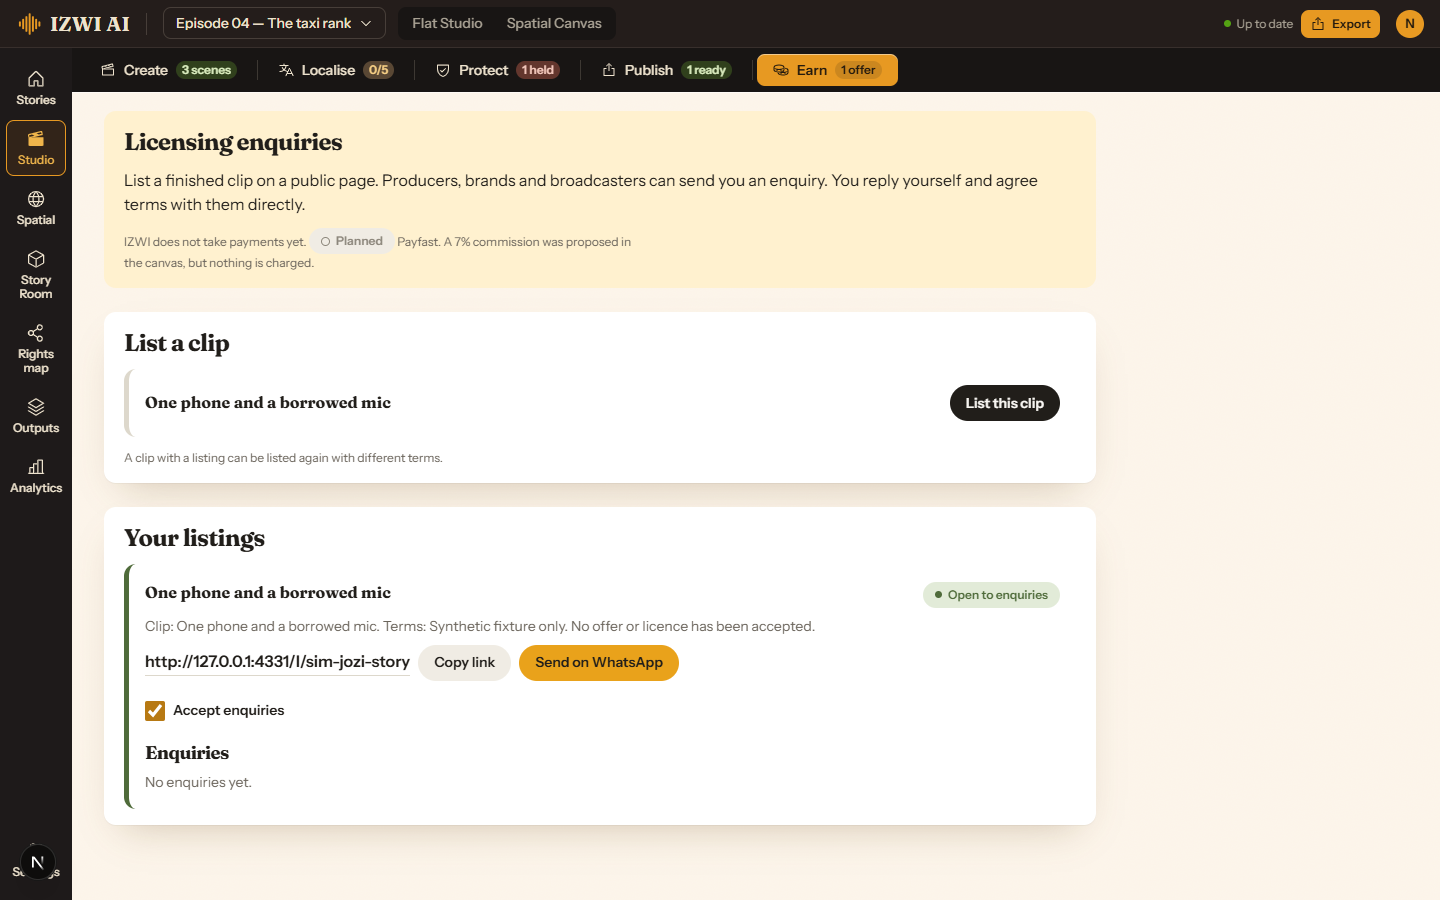 IZWI AI
Episode 04 — The taxi rank
Flat Studio
Spatial Canvas
Up to date
Export
N
Create 3 scenes
Localise 0/5
Protect 1 held
Publish 1 ready
Earn 1 offer
Stories
Studio
Spatial
Story
Room
Rights
map
Outputs
Analytics
N
Licensing enquiries
List a finished clip on a public page. Producers, brands and broadcasters can send you an enquiry. You reply yourself and agree
terms with them directly.
IZWI does not take payments yet. Planned Payfast. A 7% commission was proposed in
the canvas, but nothing is charged.
List a clip
One phone and a borrowed mic
List this clip
A clip with a listing can be listed again with different terms.
Your listings
One phone and a borrowed mic
Open to enquiries
Clip: One phone and a borrowed mic. Terms: Synthetic fixture only. No offer or licence has been accepted.
http://127.0.0.1:4331/l/sim-jozi-story
Copy link
Send on WhatsApp
Accept enquiries
Enquiries
No enquiries yet.